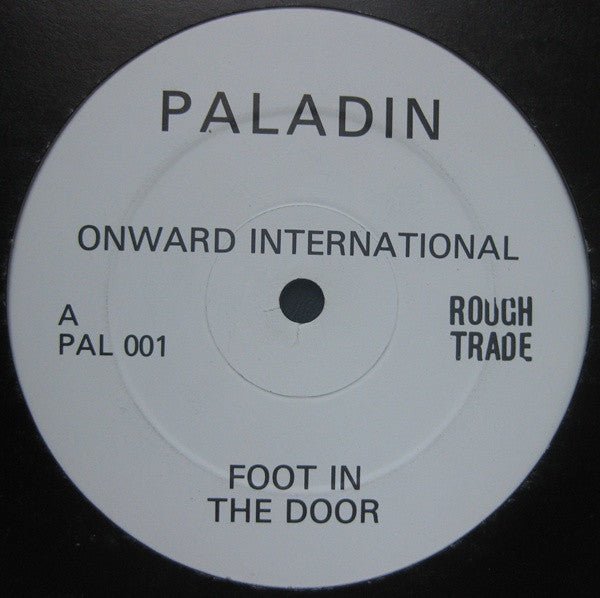 PALADIN
ONWARD INTERNATIONAL
A
PAL 001
ROUGH
TRADE
FOOT IN
THE DOOR